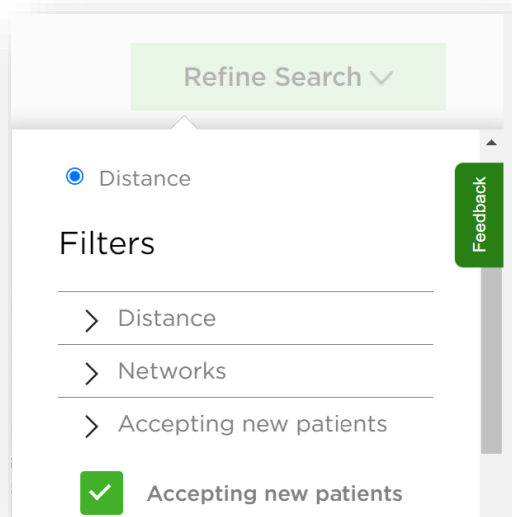 Refine Search
Distance
Feedback
Filters
Distance
Networks
Accepting new patients
Accepting new patients